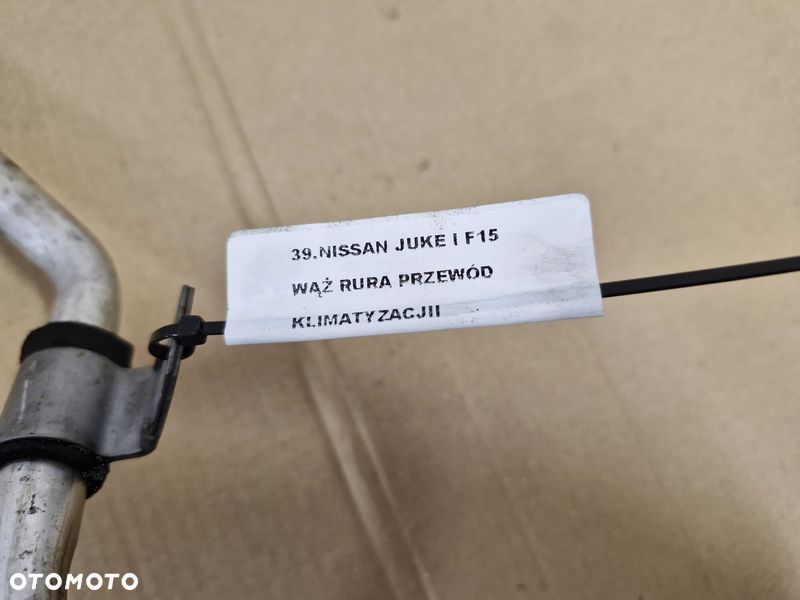 39.NISSAN JUKE I F15
WĄŻ RURA PRZEWÓD
KLIMATYZACJII
OTOMOTO